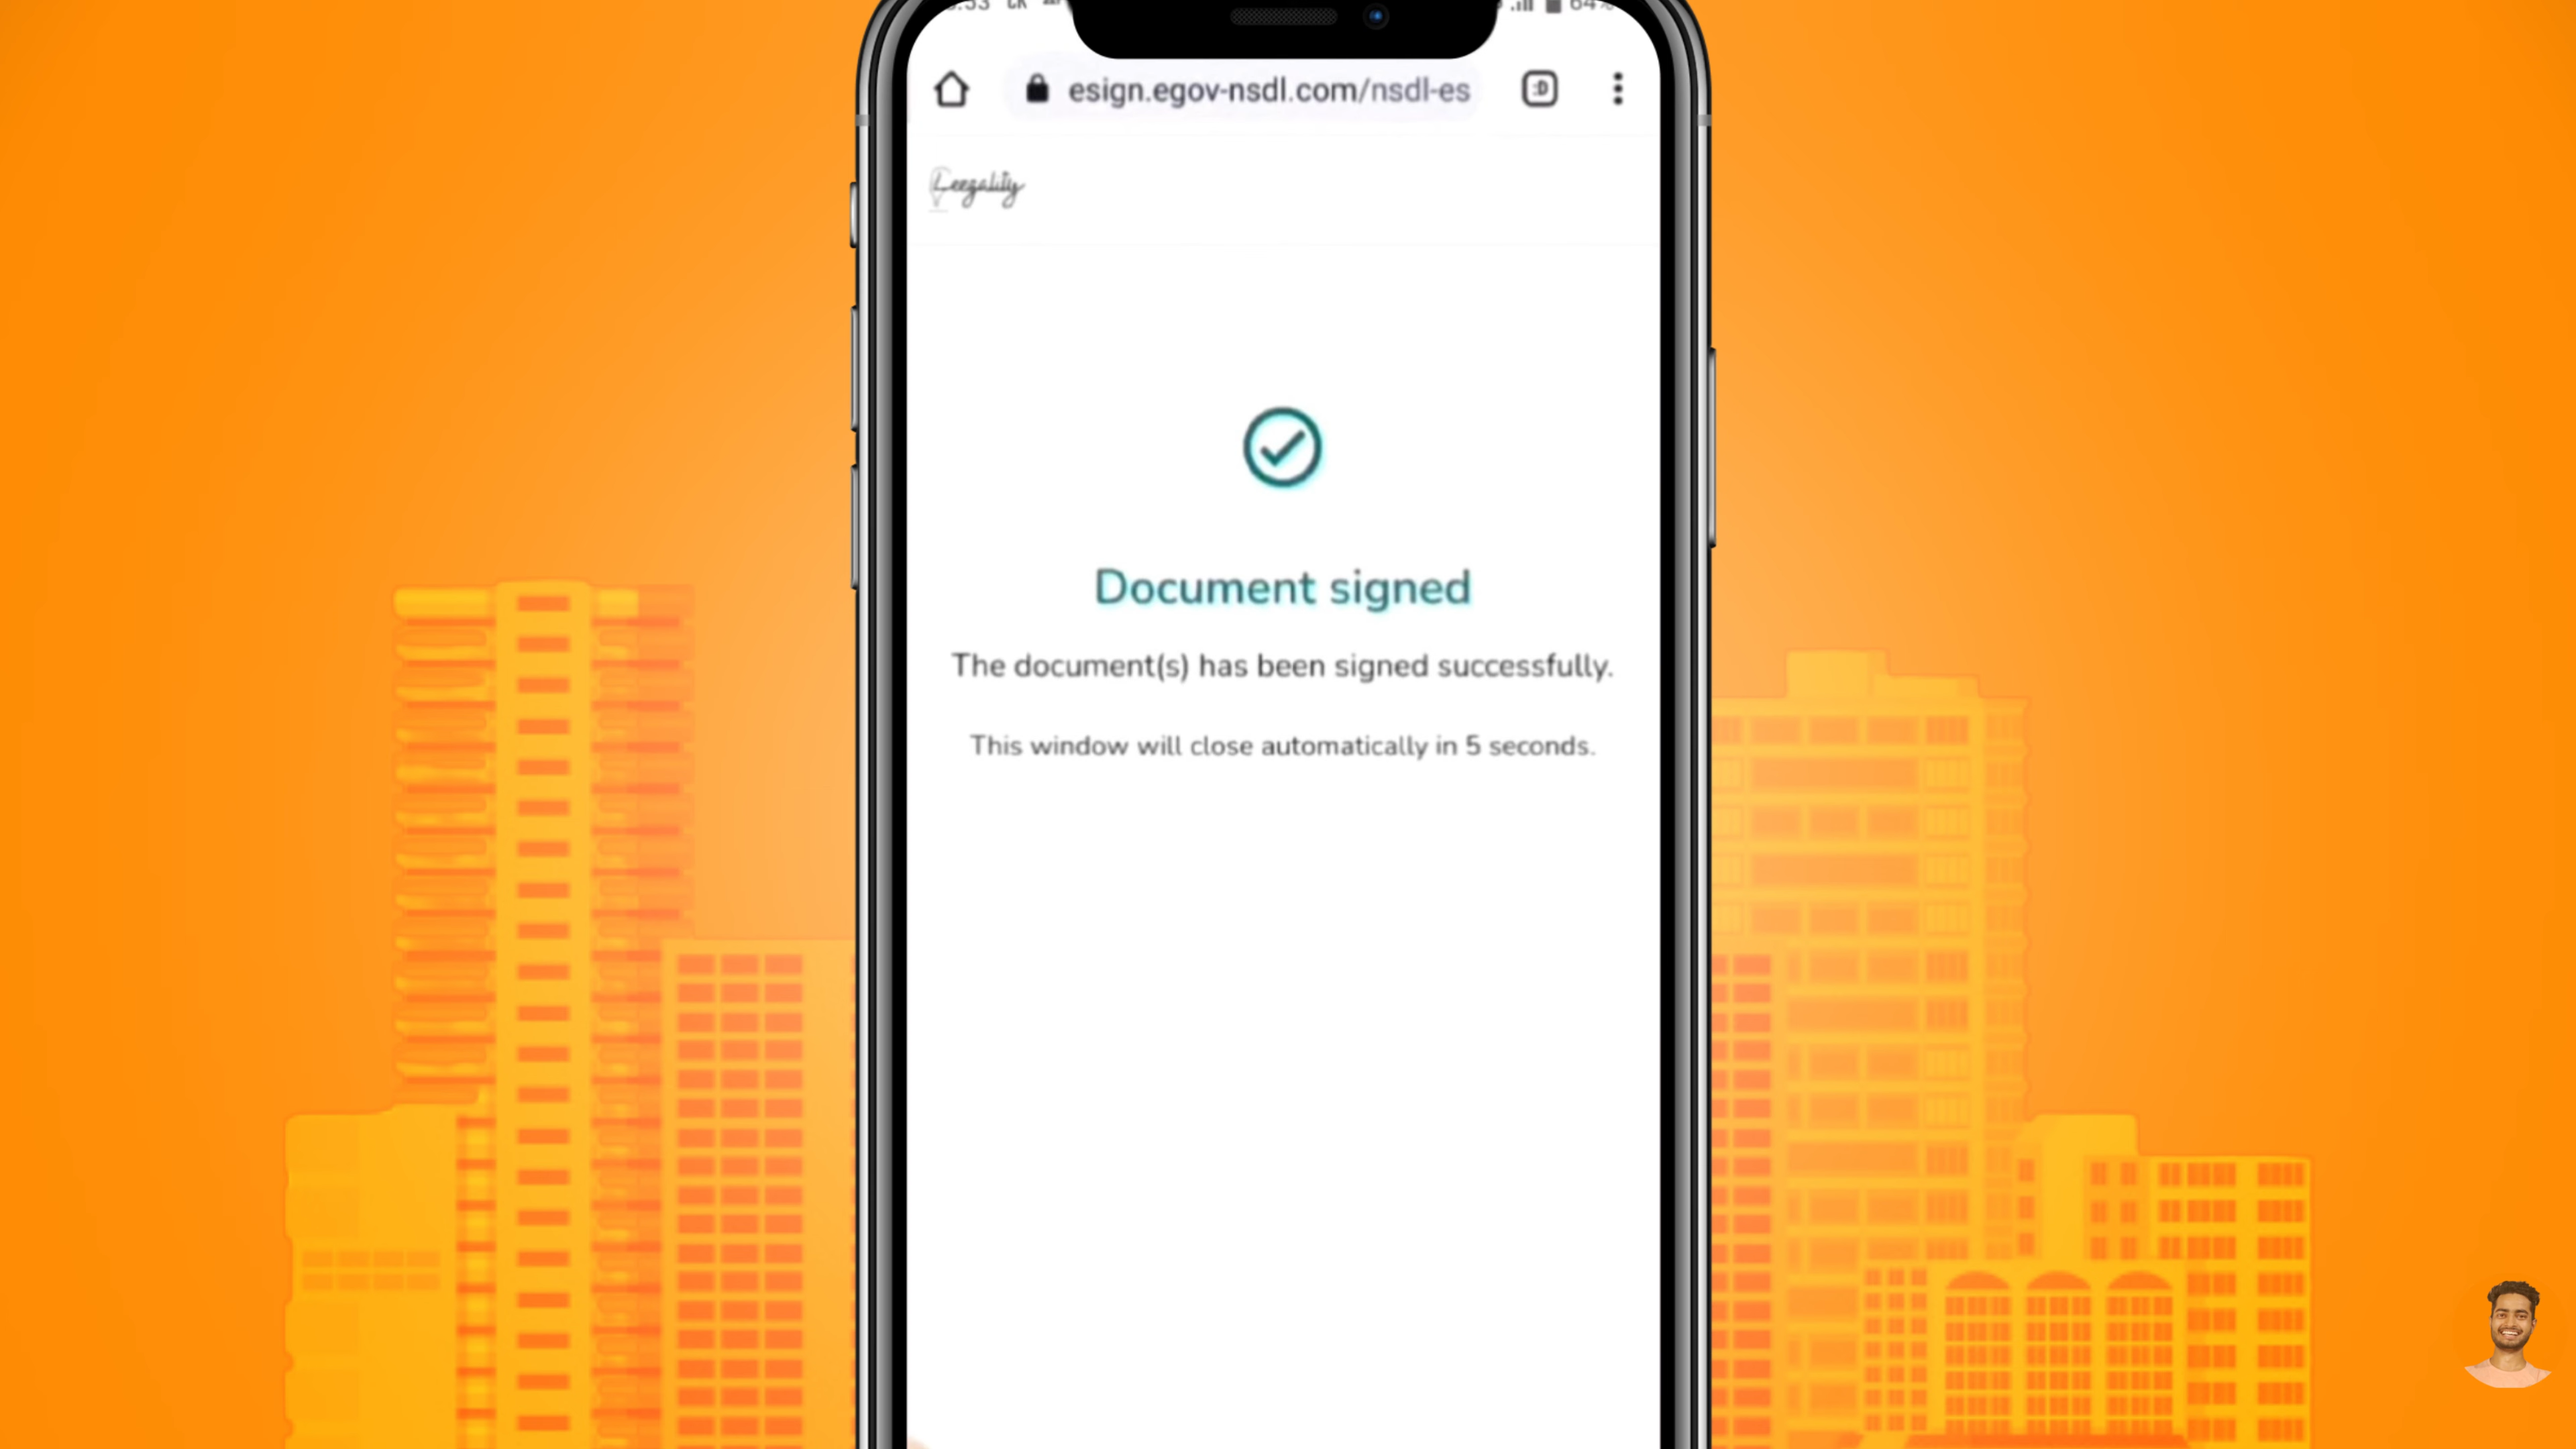 esign.egov-nsdl.com/nsdl-es
:D
Leegality
Document signed
The document(s) has been signed successfully.
This window will close automatically in 5 seconds.